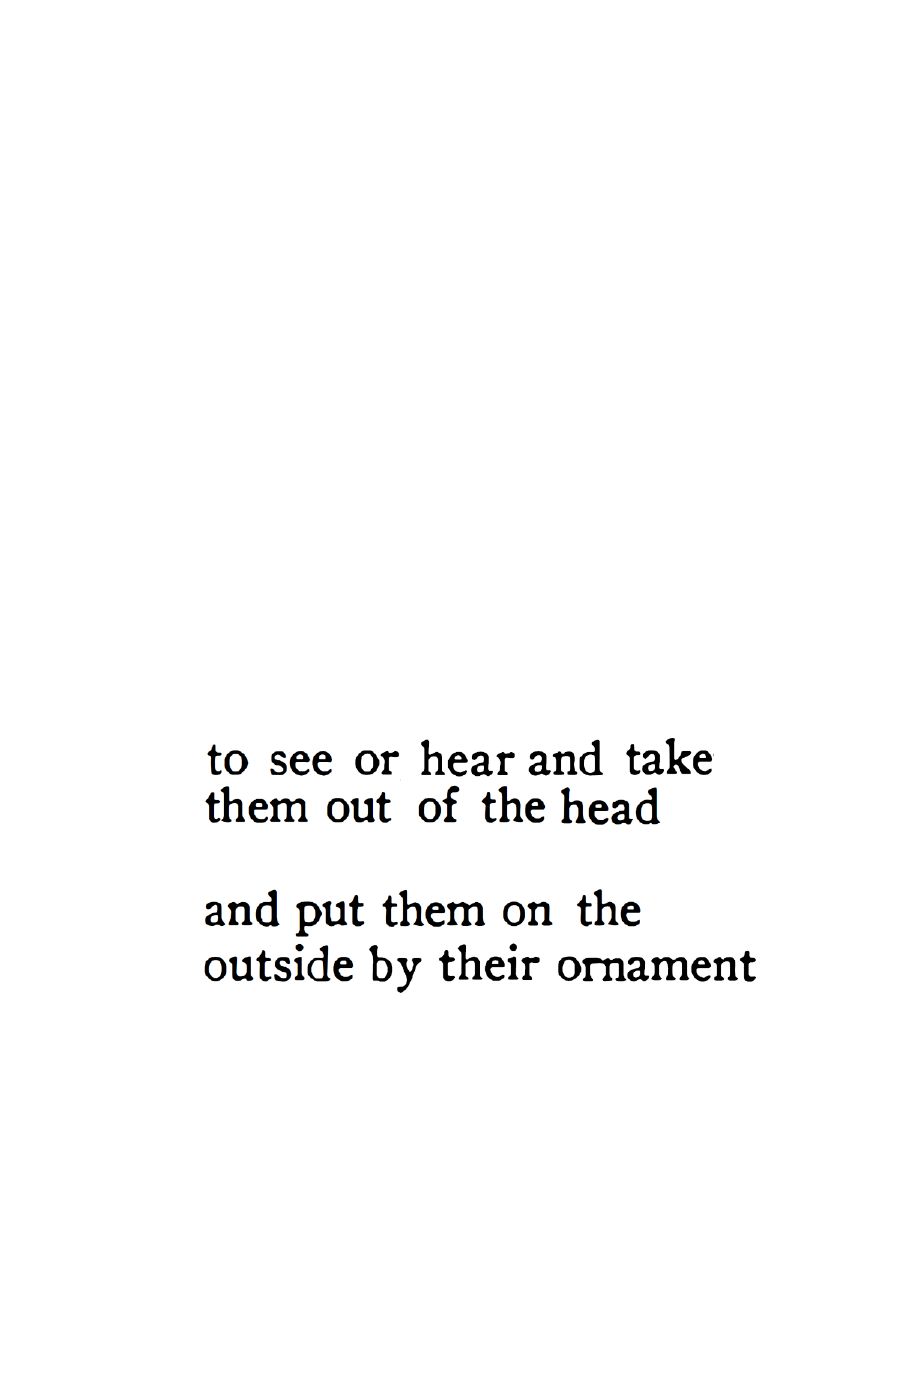 to see or hear and take
them out of the head
and put them on the
outside by their ornament